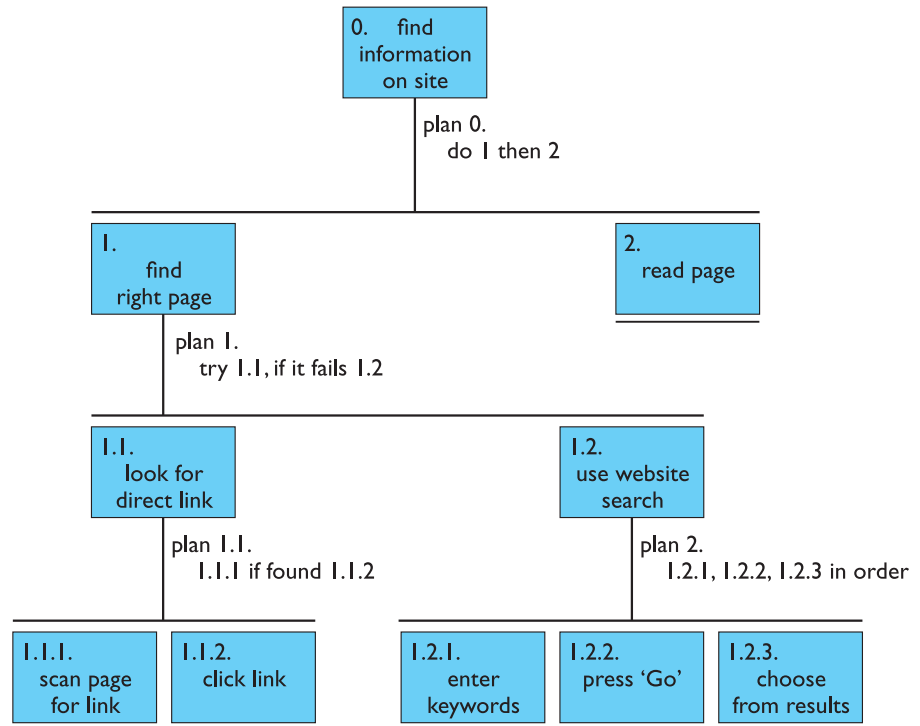 0. find
information
on site
plan 0.
do 1 then 2
1.
find
right page
2.
read page
plan 1.
try 1.1, if it fails 1.2
1.1.
look for
direct link
1.2.
use website
search
plan 1.1.
1.1.1 if found 1.1.2
plan 2.
1.2.1, 1.2.2, 1.2.3 in order
1.1.1.
scan page
for link
1.1.2.
click link
1.2.1.
enter
keywords
1.2.2.
press ‘Go’
1.2.3.
choose
from results